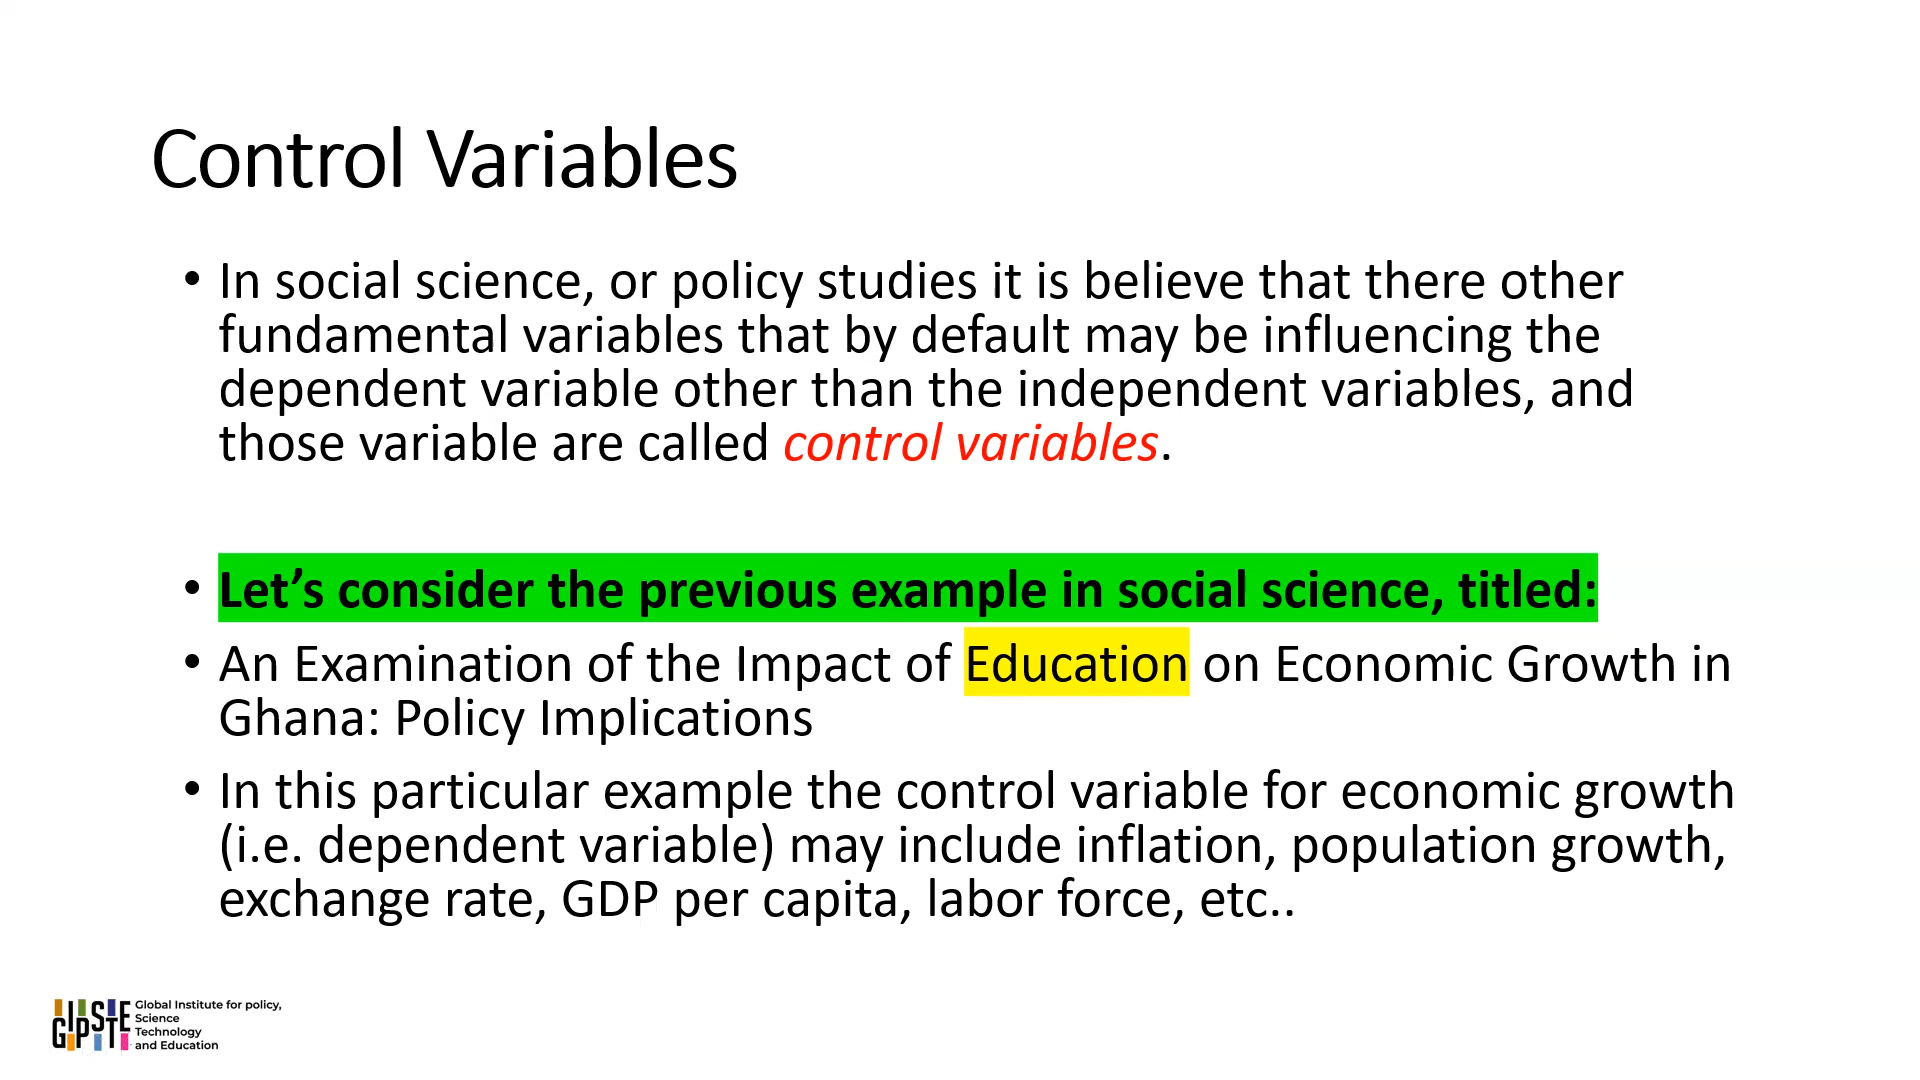 Control Variables
• In social science, or policy studies it is believe that there other
fundamental variables that by default may be influencing the
dependent variable other than the independent variables, and
those variable are called control variables.
• Let’s consider the previous example in social science, titled:
• An Examination of the Impact of Education on Economic Growth in
Ghana: Policy Implications
• In this particular example the control variable for economic growth
(i.e. dependent variable) may include inflation, population growth,
exchange rate, GDP per capita, labor force, etc..
GIPSTE
Global Institute for policy,
Science
Technology
and Education